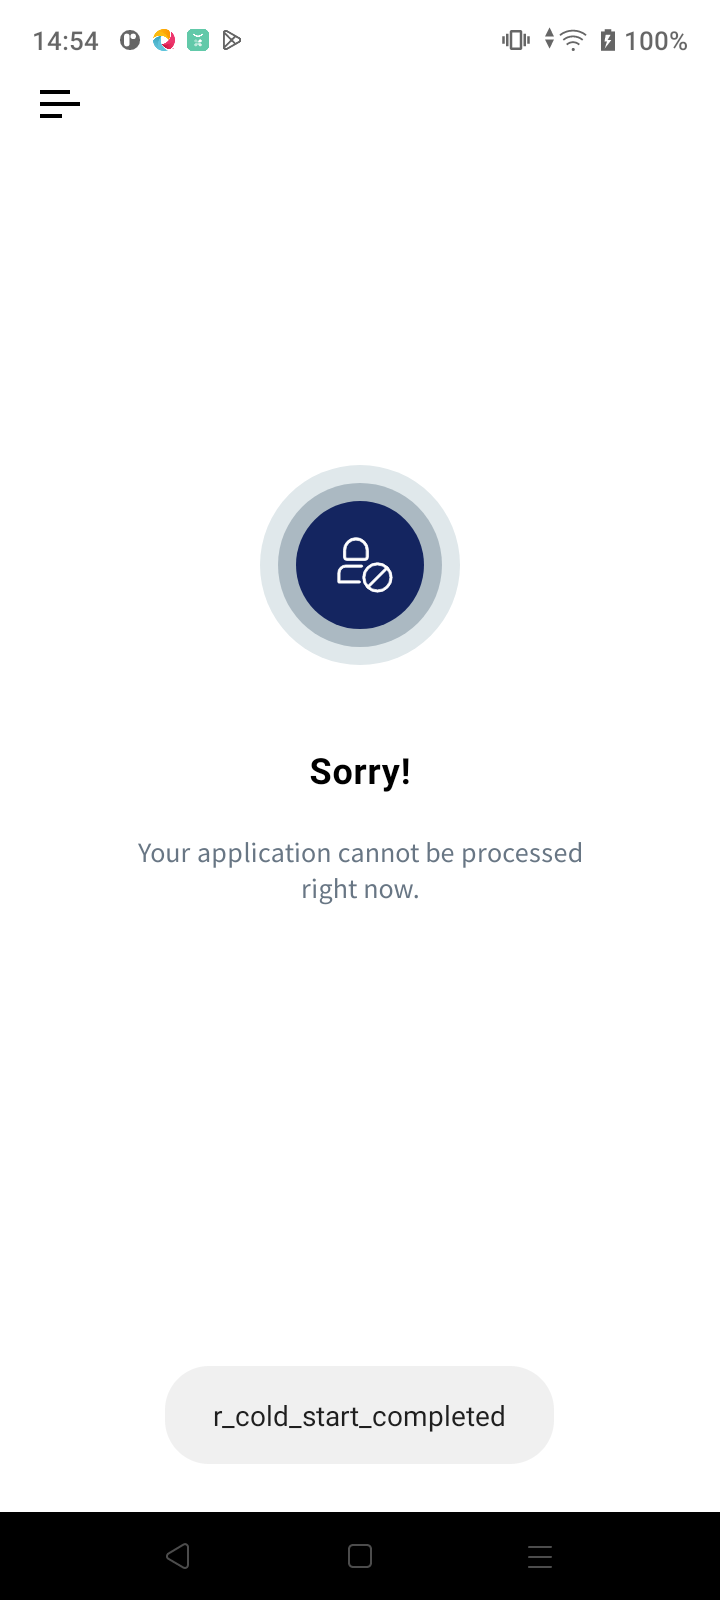 14:54
100%
Sorry!
Your application cannot be processed
right now.
r_cold_start_completed